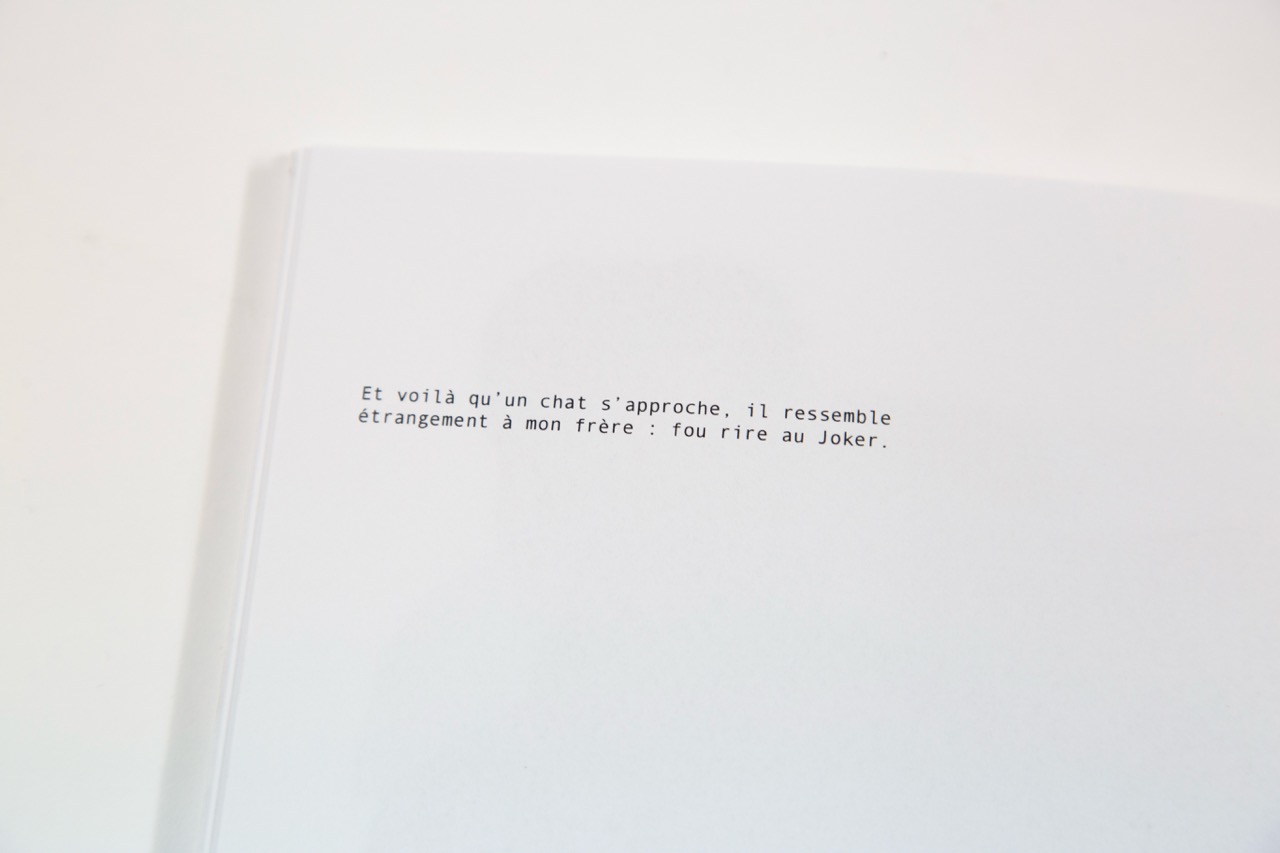 Et voilà qu'un chat s'approche, il ressemble
étrangement à mon frère : fou rire au Joker.